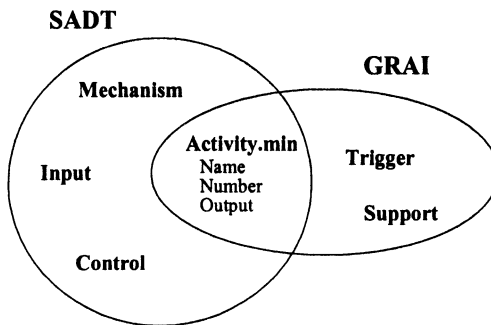 SADT
GRAI
Mechanism
Activity.min
Name
Number
Output
Input
Control
Trigger
Support